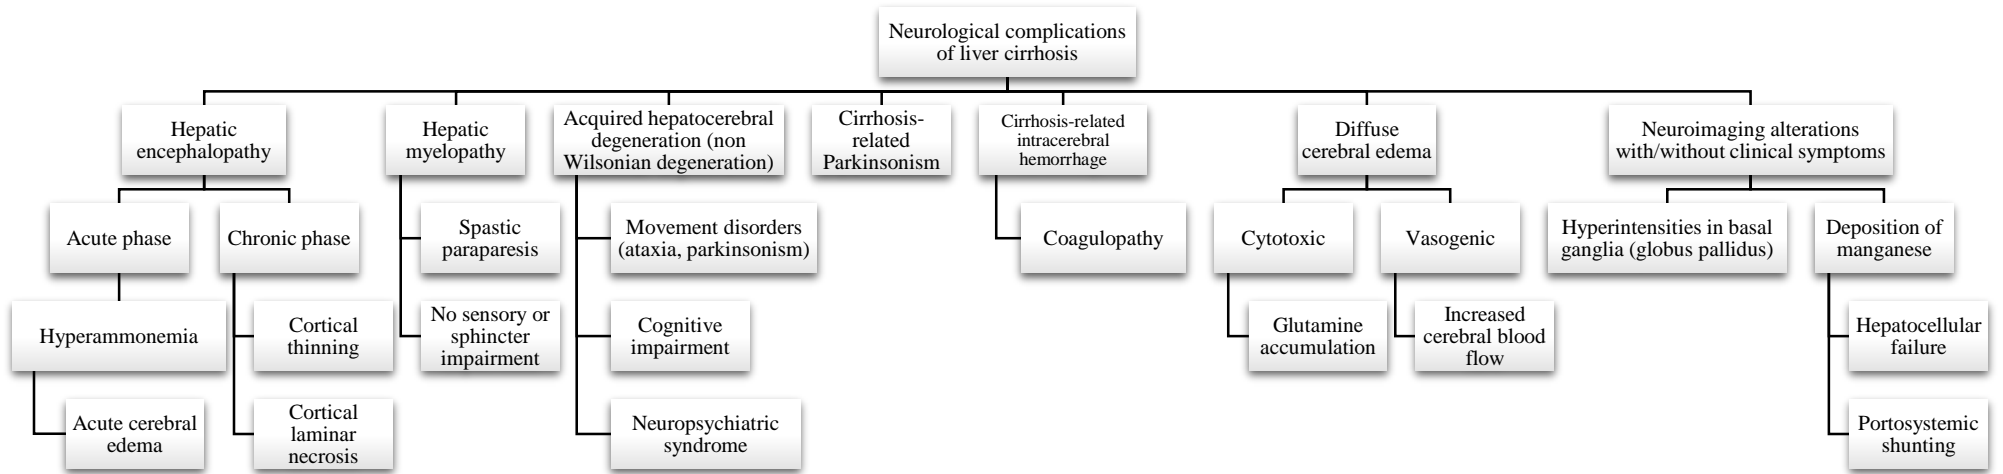 Neurological complications
of liver cirrhosis
Hepatic
encephalopathy
Hepatic
myelopathy
Acquired hepatocerebral
degeneration (non
Wilsonian degeneration)
Cirrhosis-
related
Parkinsonism
Cirrhosis-related
intracerebral
hemorrhage
Diffuse
cerebral edema
Neuroimaging alterations
with/without clinical symptoms
Acute phase
Chronic phase
Spastic
paraparesis
Movement disorders
(ataxia, parkinsonism)
Coagulopathy
Cytotoxic
Vasogenic
Hyperintensities in basal
ganglia (globus pallidus)
Deposition of
manganese
Hyperammonemia
Cortical
thinning
No sensory or
sphincter
impairment
Cognitive
impairment
Glutamine
accumulation
Increased
cerebral blood
flow
Hepatocellular
failure
Acute cerebral
edema
Cortical
laminar
necrosis
Neuropsychiatric
syndrome
Portosystemic
shunting